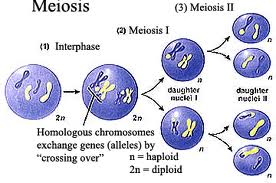 Meiosis
(3) Meiosis II
(2) Meiosis I
(1) Interphase
n
n
n
daughter
nuclei I
daughter
nuclei II
2n
2n
n
n
n
Homologous chromosomes
exchange genes (alleles) by
"crossing over"
n = haploid
2n = diploid